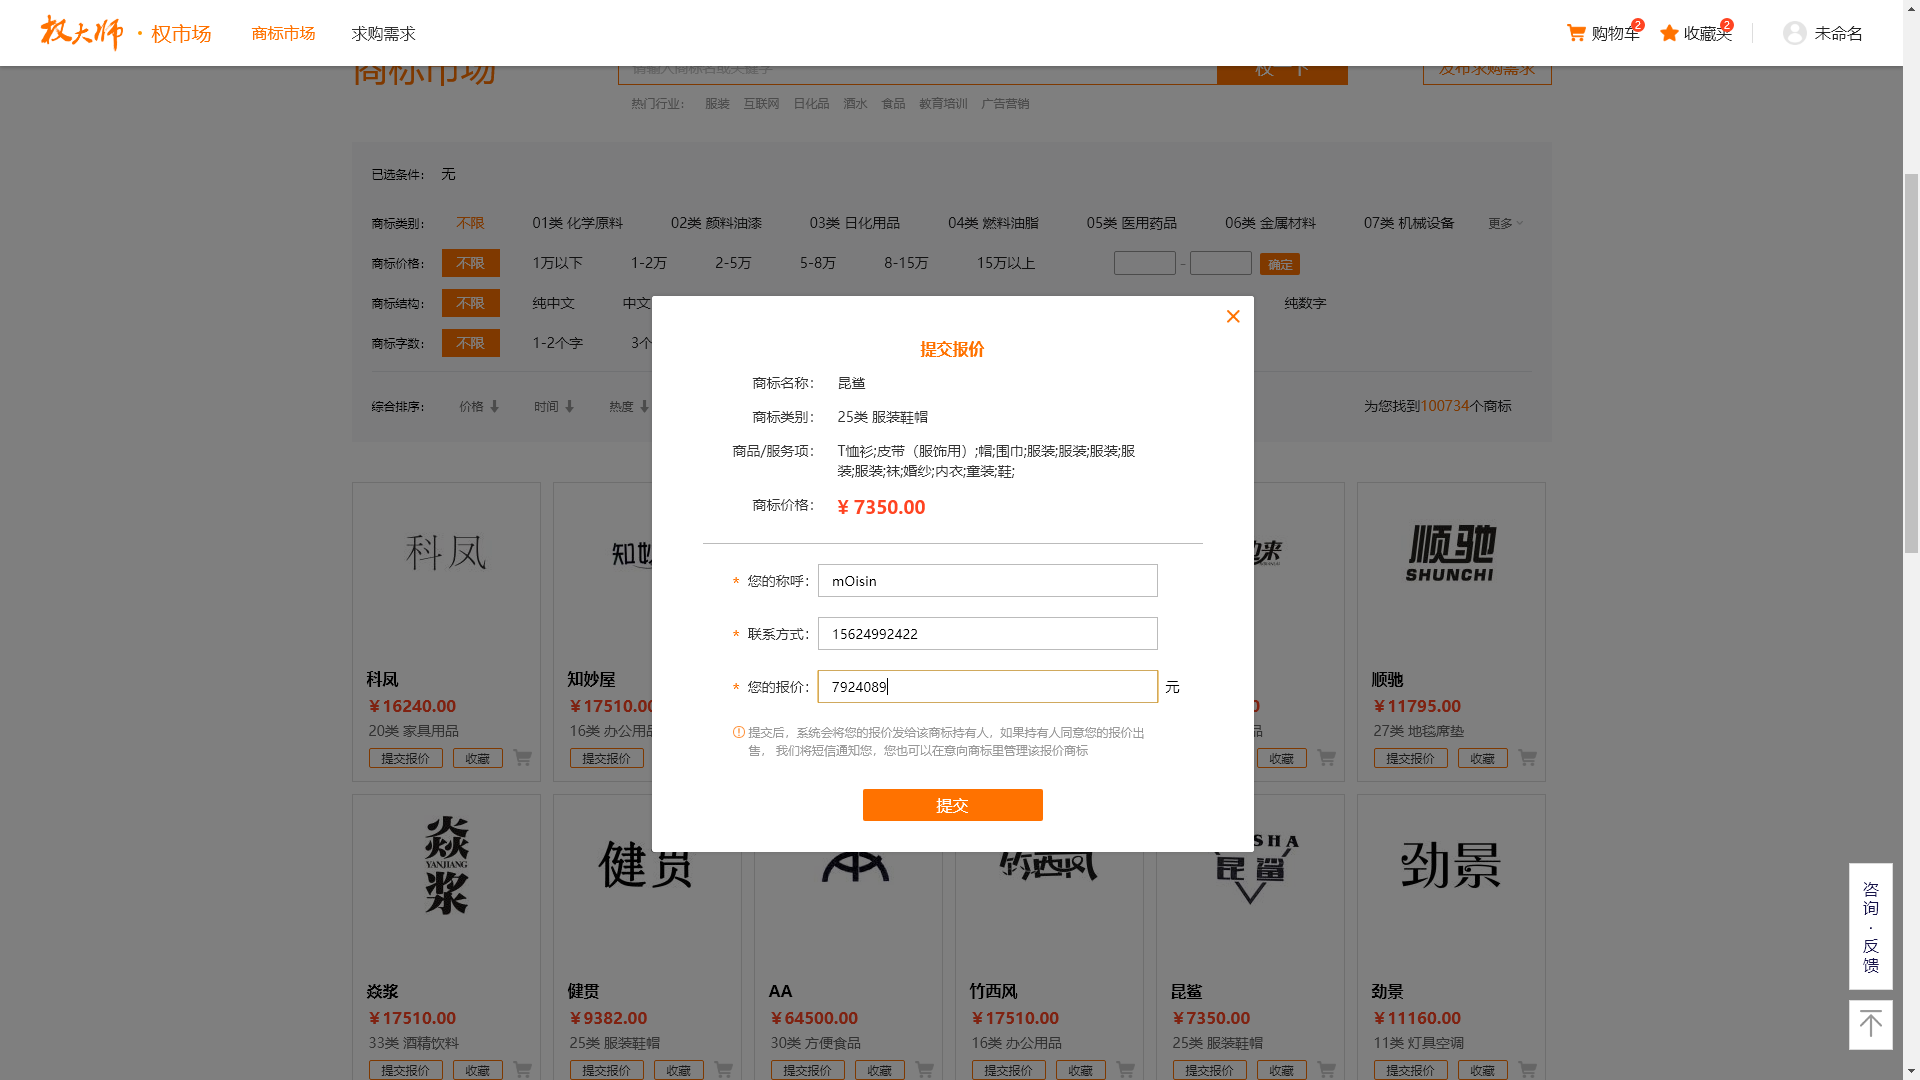 权大师·权市场 商标市场 求购需求 购物车 2 收藏夹 2 未命名
商标市场 请输入商标名或关键字 权一下 发布求购需求
热门行业： 服装 互联网 日化品 酒水 食品 教育培训 广告营销
已选条件： 无
商标类别： 不限 01类 化学原料 02类 颜料油漆 03类 日化用品 04类 燃料油脂 05类 医用药品 06类 金属材料 07类 机械设备 更多
商标价格： 不限 1万以下 1-2万 2-5万 5-8万 8-15万 15万以上 - 确定
商标结构： 不限 纯中文 中文 纯数字
商标字数： 不限 1-2个字 3个
综合排序： 价格 时间 热度 为您找到100734个商标
提交报价
商标名称： 昆鲨
商标类别： 25类 服装鞋帽
商品/服务项： T恤衫;皮带（服饰用）;帽;围巾;服装;服装;服装;服
装;服装;袜;婚纱;内衣;童装;鞋;
商标价格： ¥ 7350.00
* 您的称呼： mOisin
* 联系方式： 15624992422
* 您的报价： 7924089 元
提交后，系统会将您的报价发给该商标持有人，如果持有人同意您的报价出
售， 我们将短信通知您，您也可以在意向商标里管理该报价商标
提交
科凤 知妙 来 顺驰
SHUNCHI
科凤 知妙屋 顺驰
￥16240.00 ￥17510.00 0 ￥11795.00
20类 家具用品 16类 办公用品 品 27类 地毯席垫
提交报价 收藏 提交报价 收藏 提交报价 收藏
焱
YANJIANG
浆
健贯 竹西风 SHA
昆鲨
劲景
焱浆 健贯 AA 竹西风 昆鲨 劲景
￥17510.00 ￥9382.00 ￥64500.00 ￥17510.00 ￥7350.00 ￥11160.00
33类 酒精饮料 25类 服装鞋帽 30类 方便食品 16类 办公用品 25类 服装鞋帽 11类 灯具空调
提交报价 收藏 提交报价 收藏 提交报价 收藏 提交报价 收藏 提交报价 收藏 提交报价 收藏
咨
询
·
反
馈